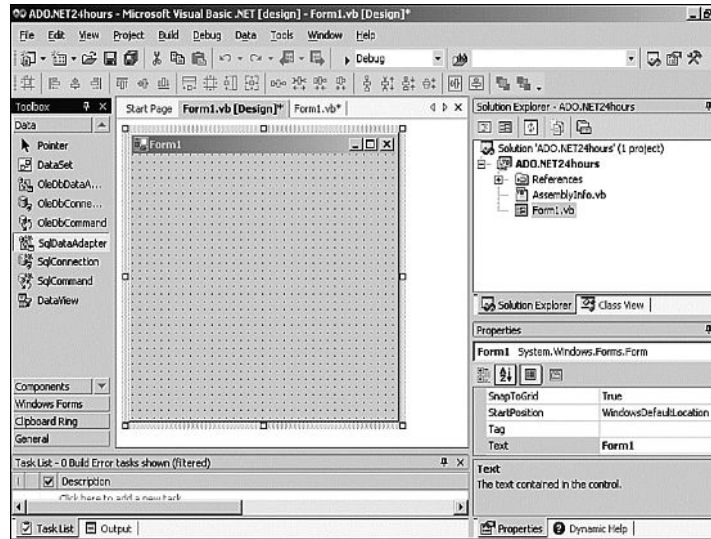 ADO.NET24hours - Microsoft Visual Basic .NET [design] - Form1.vb [Design]*
File Edit View Project Build Debug Data Tools Window Help
Debug
Toolbox
Data
Pointer
DataSet
OleDbDataA...
OleDbConne...
OleDbCommand
SqlDataAdapter
SqlConnection
SqlCommand
DataView
Components
Windows Forms
Clipboard Ring
General
Start Page Form1.vb [Design]* Form1.vb*
Form1
Solution Explorer - ADO.NET24hours
Solution 'ADO.NET24hours' (1 project)
ADO.NET24hours
References
AssemblyInfo.vb
Form1.vb
Solution Explorer Class View
Properties
Form1 System.Windows.Forms.Form
SnapToGrid True
StartPosition WindowsDefaultLocation
Tag
Text Form1
Text
The text contained in the control.
Properties Dynamic Help
Task List - 0 Build Error tasks shown (filtered)
! Description
Click here to add a new task
Task List Output